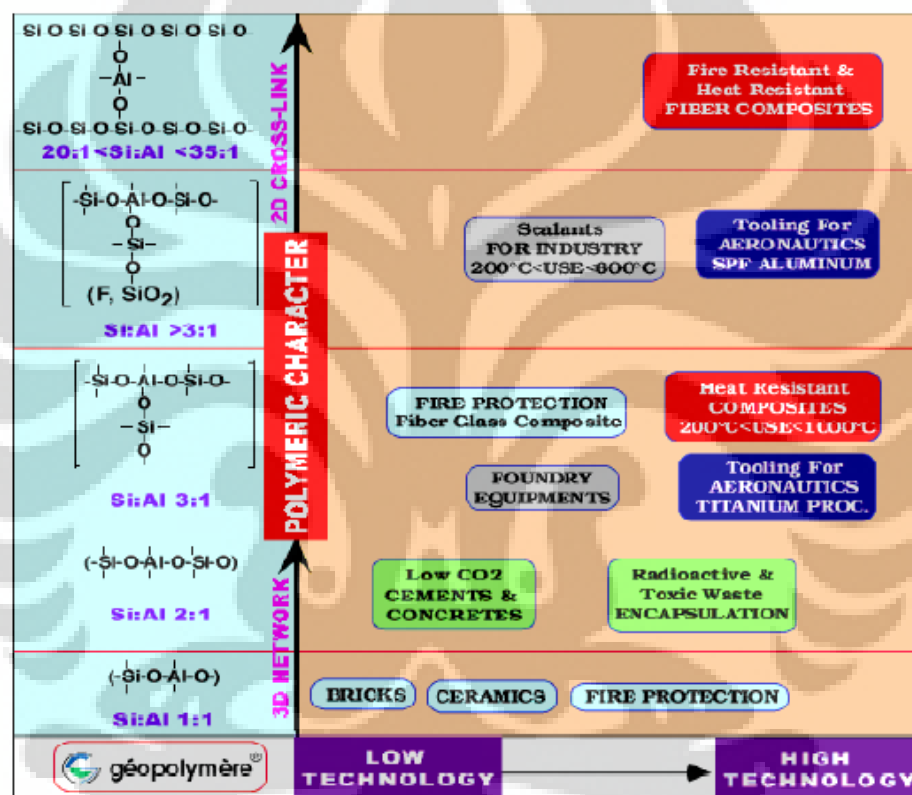 Si O Si O Si O Si O Si O
O
-Al-
O
Si O-Si-O-Si O-Si O-Si O
20:1 <Si:Al <35:1
2D CROSS-LINK
Fire Resistant &
Heat Resistant
FIBER COMPOSITES
-Si-O-Al-O-Si-O-
O
-Si-
O
(F, SiO2)
Si:Al >3:1
Sealants
FOR INDUSTRY
200°C<USE<600°C
Tooling For
AERONAUTICS
SPF ALUMINUM
POLYMERIC CHARACTER
-Si-O-Al-O-Si-O-
O
-Si-
O
Si:Al 3:1
FIRE PROTECTION
Fiber Glass Composite
Heat Resistant
COMPOSITES
200°C<USE<1000°C
FOUNDRY
EQUIPMENTS
Tooling For
AERONAUTICS
TITANIUM PROC.
3D NETWORK
(-Si-O-Al-O-Si-O)
Si:Al 2:1
Low CO2
CEMENTS &
CONCRETES
Radioactive &
Toxic Waste
ENCAPSULATION
(-Si-O-Al-O-)
Si:Al 1:1
BRICKS
CERAMICS
FIRE PROTECTION
géopolymère®
LOW
TECHNOLOGY
HIGH
TECHNOLOGY